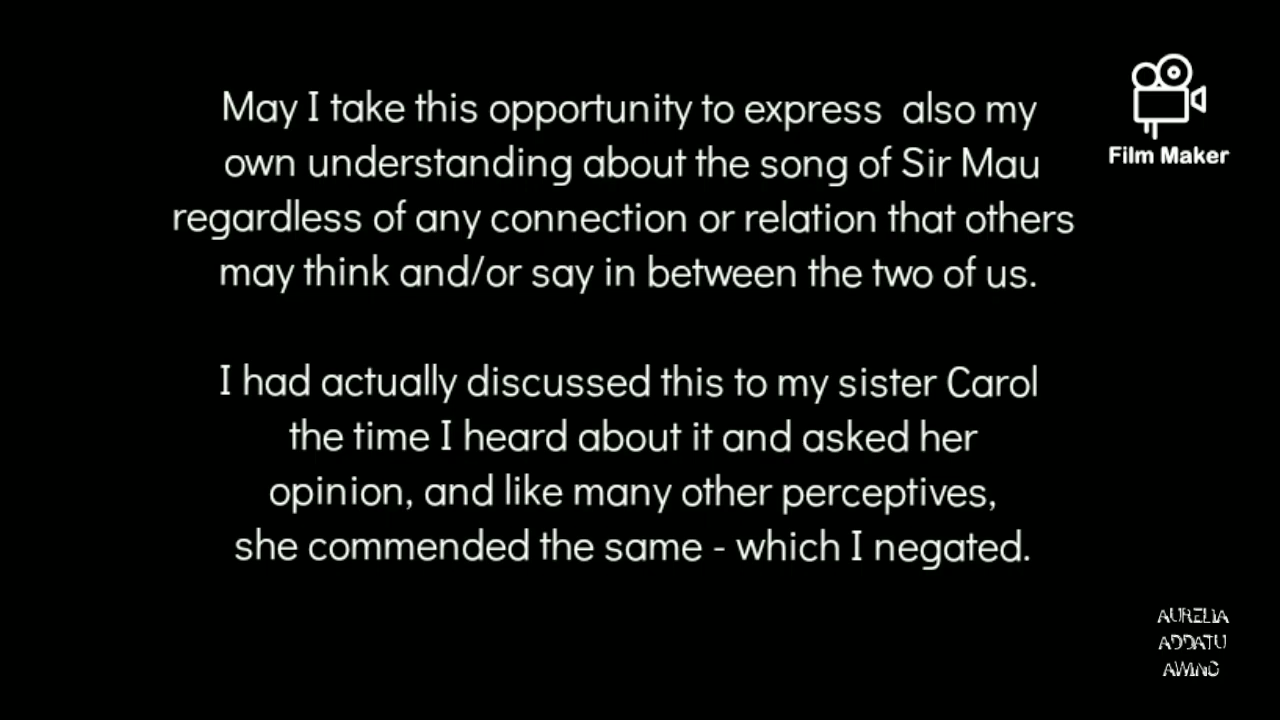 May I take this opportunity to express also my
own understanding about the song of Sir Mau
regardless of any connection or relation that others
may think and/or say in between the two of us.
I had actually discussed this to my sister Carol
the time I heard about it and asked her
opinion, and like many other perceptives,
she commended the same - which I negated.
Film Maker
AURELIA
ADDATU
AWING